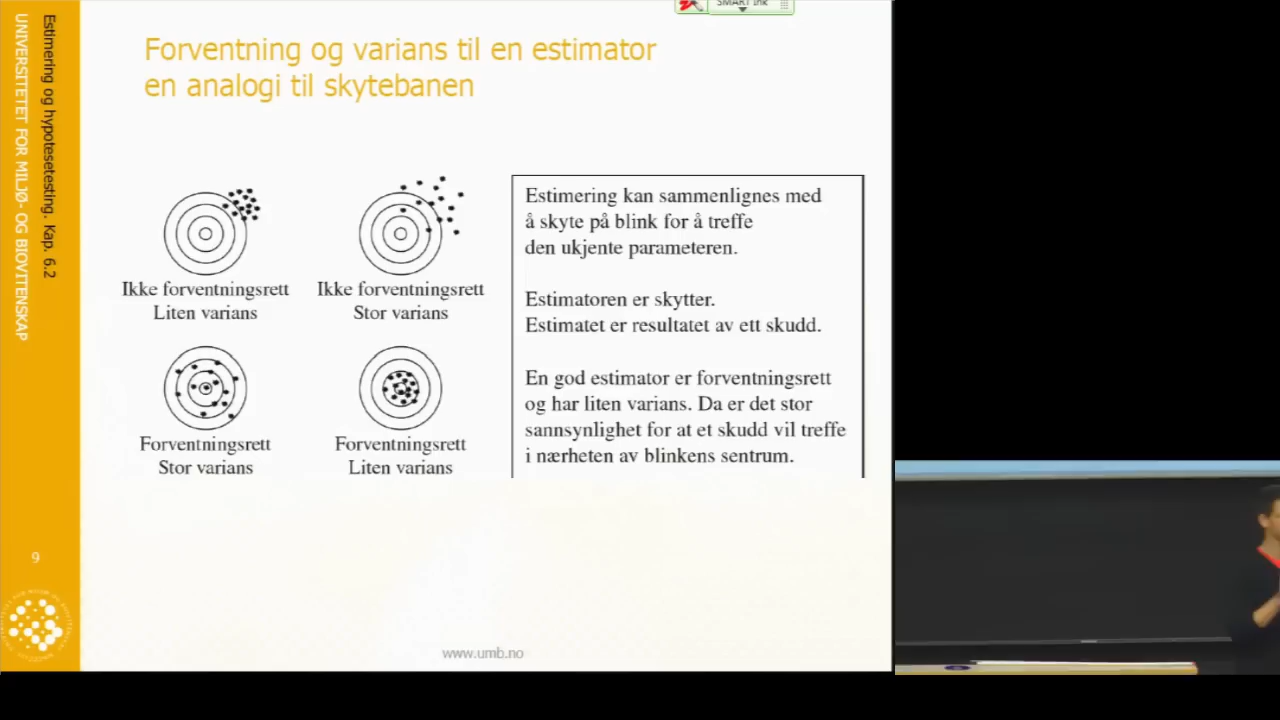 SMART Ink
Forventning og varians til en estimator
en analogi til skytebanen
Estimering og hypotesetesting. Kap. 6.2
UNIVERSITETET FOR MILJØ- OG BIOVITENSKAP
Ikke forventningsrett
Liten varians
Ikke forventningsrett
Stor varians
Forventningsrett
Stor varians
Forventningsrett
Liten varians
Estimering kan sammenlignes med
å skyte på blink for å treffe
den ukjente parameteren.
Estimatoren er skytter.
Estimatet er resultatet av ett skudd.
En god estimator er forventningsrett
og har liten varians. Da er det stor
sannsynlighet for at et skudd vil treffe
i nærheten av blinkens sentrum.
9
www.umb.no